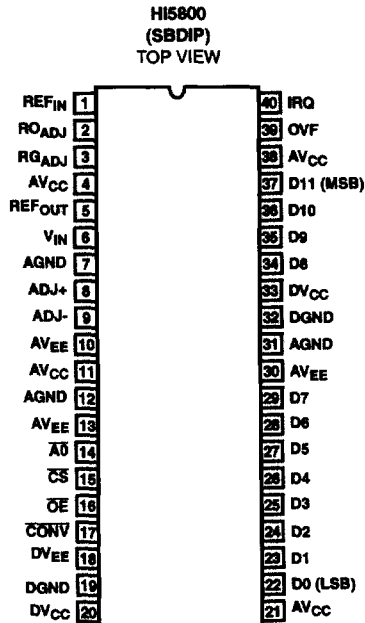 HI5800
(SBDIP)
TOP VIEW
REFIN 1 40 IRQ
ROADJ 2 39 OVF
RGADJ 3 38 AVCC
AVCC 4 37 D11 (MSB)
REFOUT 5 36 D10
VIN 6 35 D9
AGND 7 34 D8
ADJ+ 8 33 DVCC
ADJ- 9 32 DGND
AVEE 10 31 AGND
AVCC 11 30 AVEE
AGND 12 29 D7
AVEE 13 28 D6
A0 14 27 D5
CS 15 26 D4
OE 16 25 D3
CONV 17 24 D2
DVEE 18 23 D1
DGND 19 22 D0 (LSB)
DVCC 20 21 AVCC